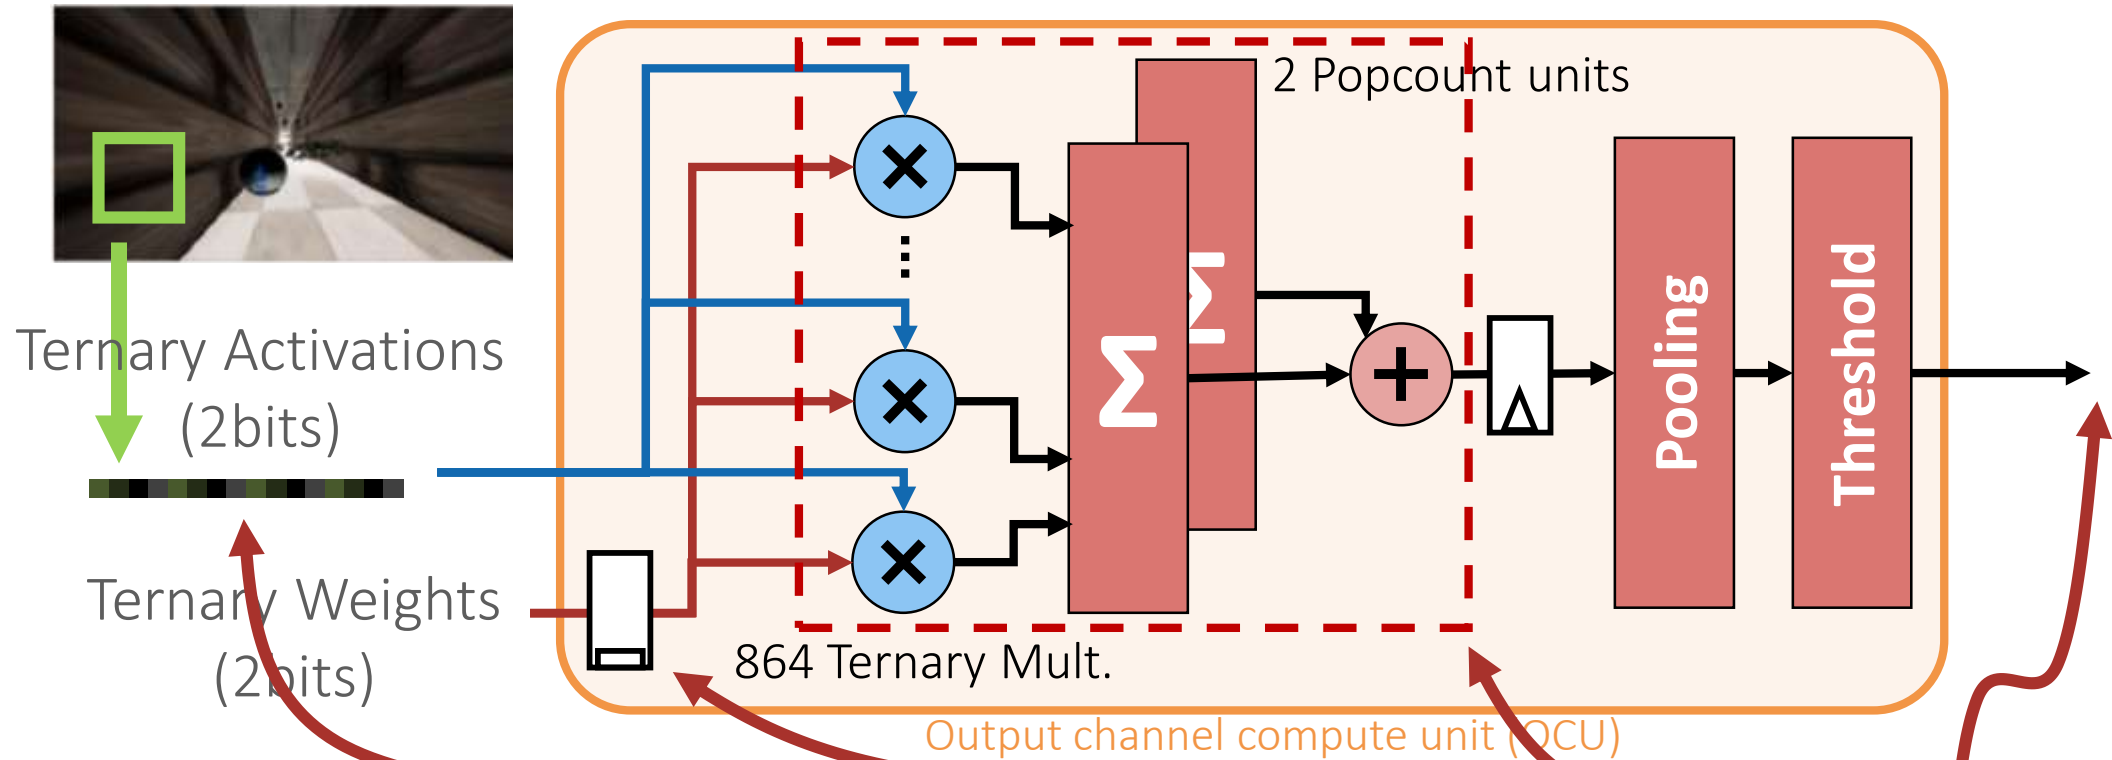 2 Popcount units
Ternary Activations
(2bits)
Σ
Σ
Pooling
Threshold
Ternary Weights
(2bits)
864 Ternary Mult.
Output channel compute unit (OCU)